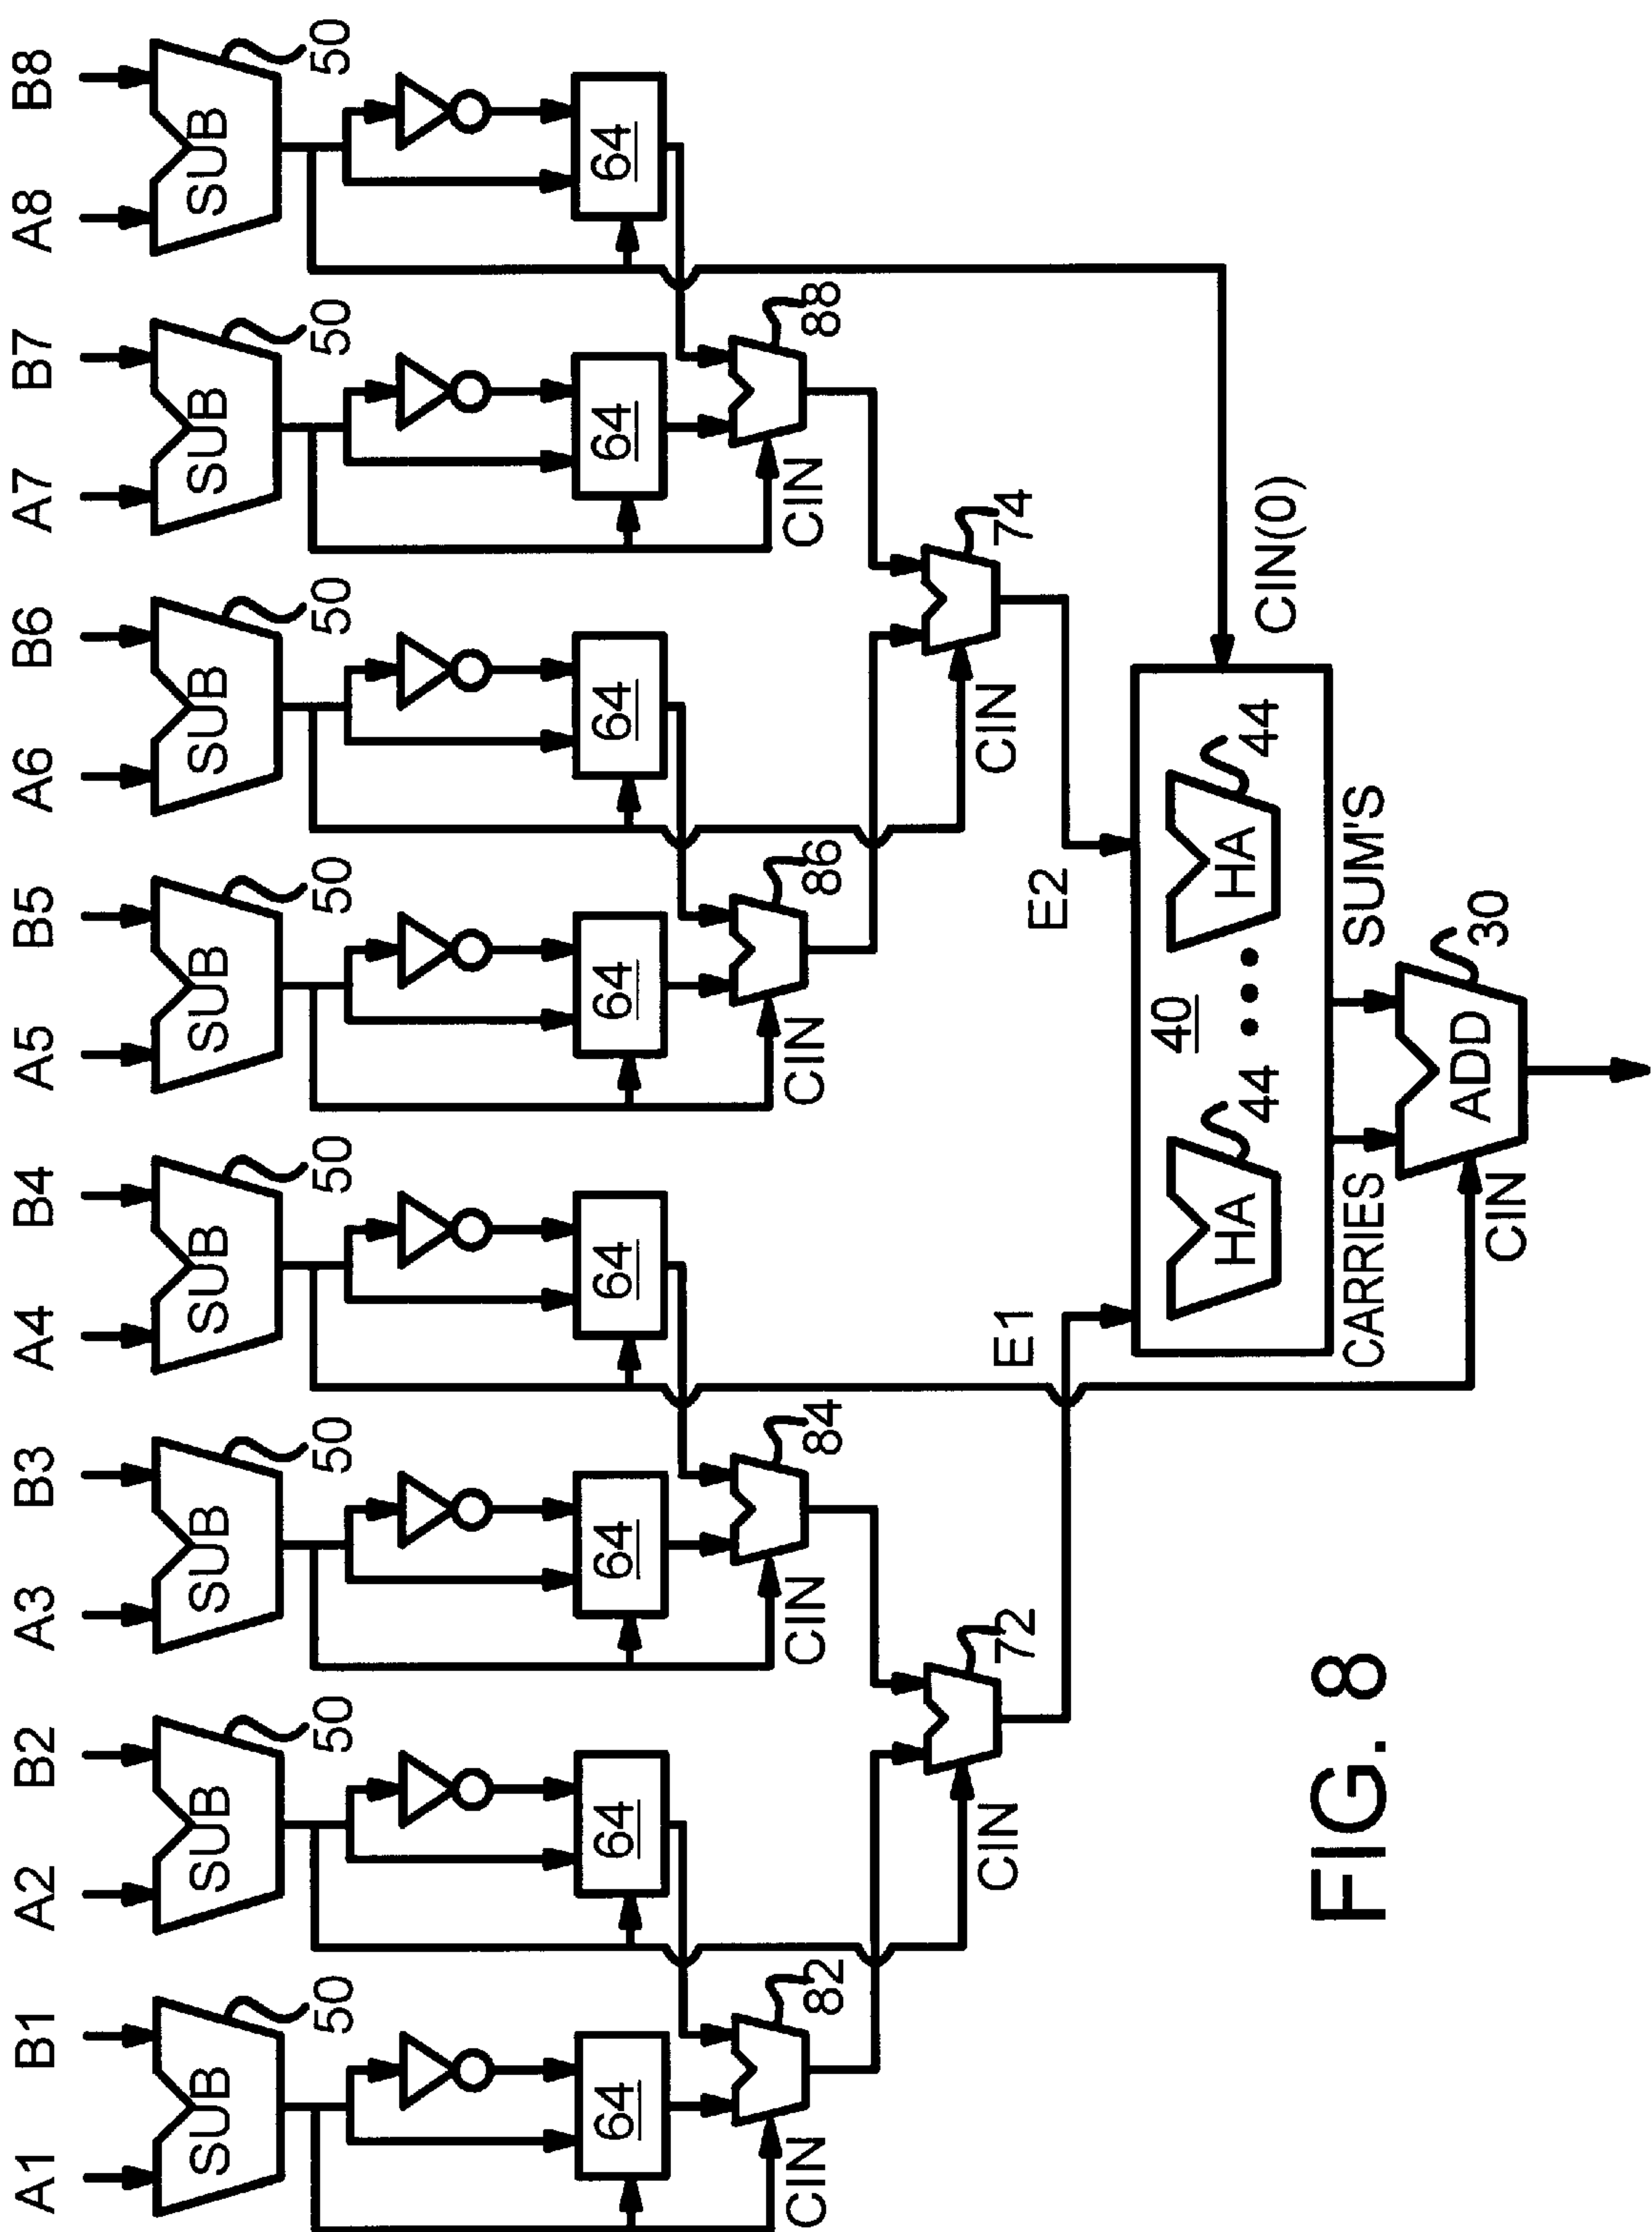 A1 B1 A2 B2 A3 B3 A4 B4 A5 B5 A6 B6 A7 B7 A8 B8
SUB SUB SUB SUB SUB SUB SUB SUB
50 50 50 50 50 50 50 50
64 64 64 64 64 64 64 64
CIN CIN CIN CIN
82 84 86 88
CIN CIN
72 74
E1 E2
CIN(0)
40
HA 44 HA 44
CARRIES SUM'S
ADD
30
CIN
FIG. 8